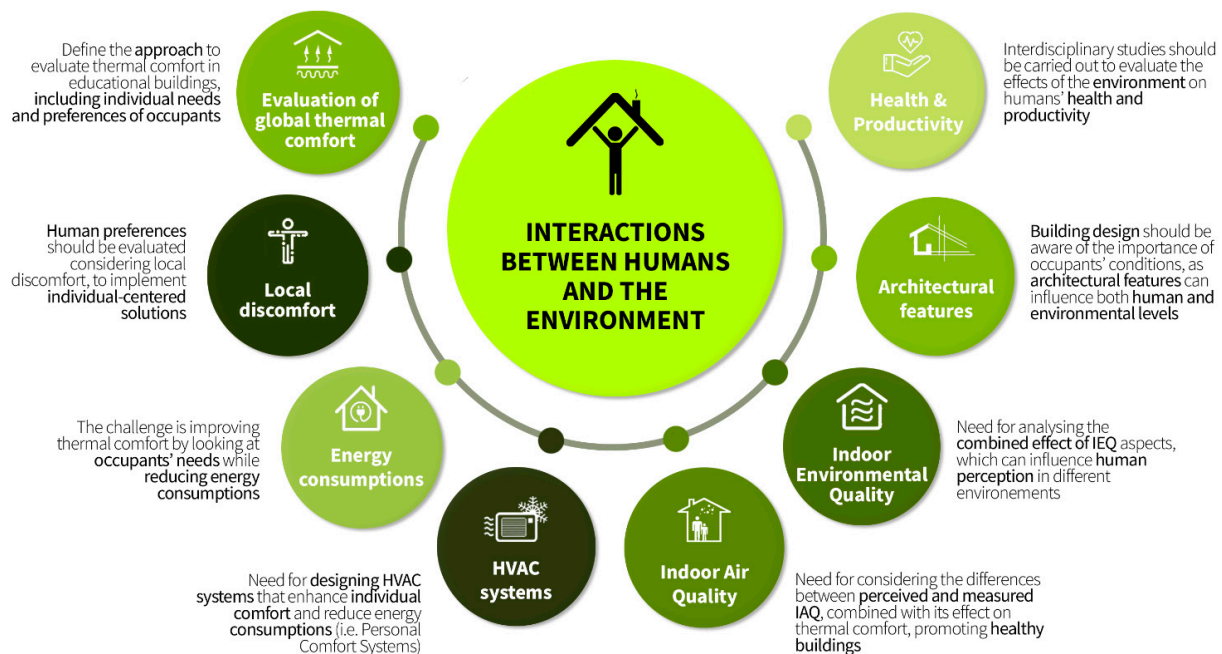 INTERACTIONS
BETWEEN HUMANS
AND THE
ENVIRONMENT
Define the approach to
evaluate thermal comfort in
educational buildings,
including individual needs
and preferences of occupants
Evaluation of
global thermal
comfort
Human preferences
should be evaluated
considering local
discomfort, to implement
individual-centered
solutions
Local
discomfort
The challenge is improving
thermal comfort by looking at
occupants' needs while
reducing energy
consumptions
Energy
consumptions
Need for designing HVAC
systems that enhance individual
comfort and reduce energy
consumptions (i.e. Personal
Comfort Systems)
HVAC
systems
Indoor Air
Quality
Need for considering the differences
between perceived and measured
IAQ, combined with its effect on
thermal comfort, promoting healthy
buildings
Indoor
Environmental
Quality
Need for analysing the
combined effect of IEQ aspects,
which can influence human
perception in different
environements
Architectural
features
Building design should be
aware of the importance of
occupants' conditions, as
architectural features can
influence both human and
environmental levels
Health &
Productivity
Interdisciplinary studies should
be carried out to evaluate the
effects of the environment on
humans' health and
productivity